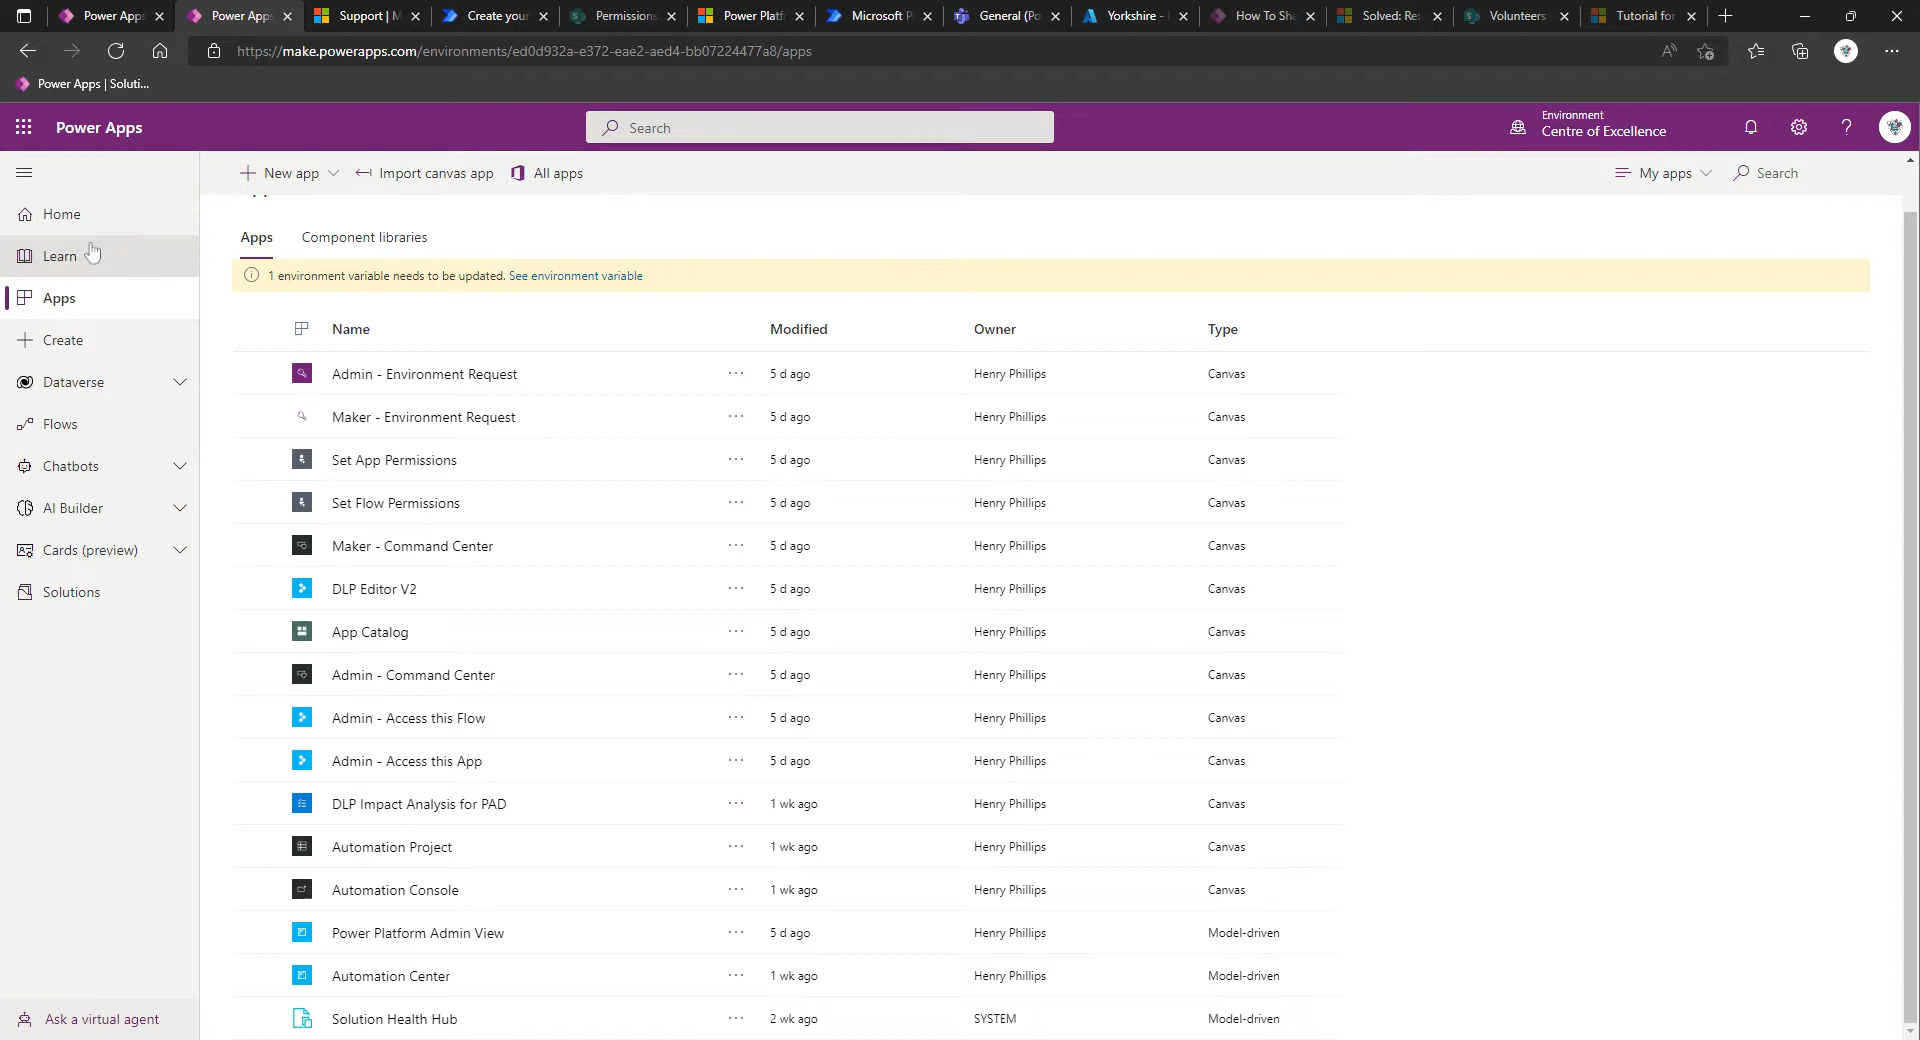 Power Apps
Power Apps
Support | M
Create your
Permissions
Power Platf
Microsoft P
General (Po
Yorkshire -
How To Sha
Solved: Re:
Volunteers
Tutorial for
https://make.powerapps.com/environments/ed0d932a-e372-eae2-aed4-bb07224477a8/apps
Power Apps | Soluti...
Power Apps
Search
Environment
Centre of Excellence
New app
Import canvas app
All apps
My apps
Search
Home
Learn
Apps
Create
Dataverse
Flows
Chatbots
AI Builder
Cards (preview)
Solutions
Ask a virtual agent
Apps
Component libraries
1 environment variable needs to be updated. See environment variable
Name Modified Owner Type
Admin - Environment Request ··· 5 d ago Henry Phillips Canvas
Maker - Environment Request ··· 5 d ago Henry Phillips Canvas
Set App Permissions ··· 5 d ago Henry Phillips Canvas
Set Flow Permissions ··· 5 d ago Henry Phillips Canvas
Maker - Command Center ··· 5 d ago Henry Phillips Canvas
DLP Editor V2 ··· 5 d ago Henry Phillips Canvas
App Catalog ··· 5 d ago Henry Phillips Canvas
Admin - Command Center ··· 5 d ago Henry Phillips Canvas
Admin - Access this Flow ··· 5 d ago Henry Phillips Canvas
Admin - Access this App ··· 5 d ago Henry Phillips Canvas
DLP Impact Analysis for PAD ··· 1 wk ago Henry Phillips Canvas
Automation Project ··· 1 wk ago Henry Phillips Canvas
Automation Console ··· 1 wk ago Henry Phillips Canvas
Power Platform Admin View ··· 5 d ago Henry Phillips Model-driven
Automation Center ··· 1 wk ago Henry Phillips Model-driven
Solution Health Hub ··· 2 wk ago SYSTEM Model-driven